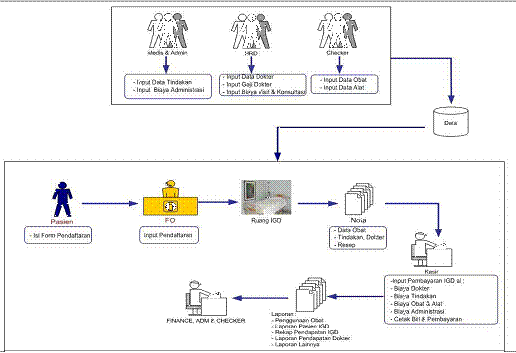 Medis & Admin
HRD
Checker
- Input Data Tindakan
- Input Biaya Administrasi
- Input Data Dokter
- Input Gaji Dokter
- Input Biaya Visit & Konsultasi
- Input Data Obat
- Input Data Alat
Data
Pasien
FO
Ruang IGD
Nota
- Isi Form Pendaftaran
Input Pendaftaran
- Data Obat
- Tindakan, Dokter
- Resep
Kasir
-Input Pembayaran IGD al ;
- Biaya Dokter
- Biaya Tindakan
- Biaya Obat & Alat
- Biaya Administrasi
- Cetak Bill & Pembayaran
FINANCE, ADM & CHECKER
Laporan :
- Penggunaan Obat
- Laporan Pasien IGD
- Rekap Pendapatan IGD
- Laporan Pendapatan Dokter
- Laporan Lainnya